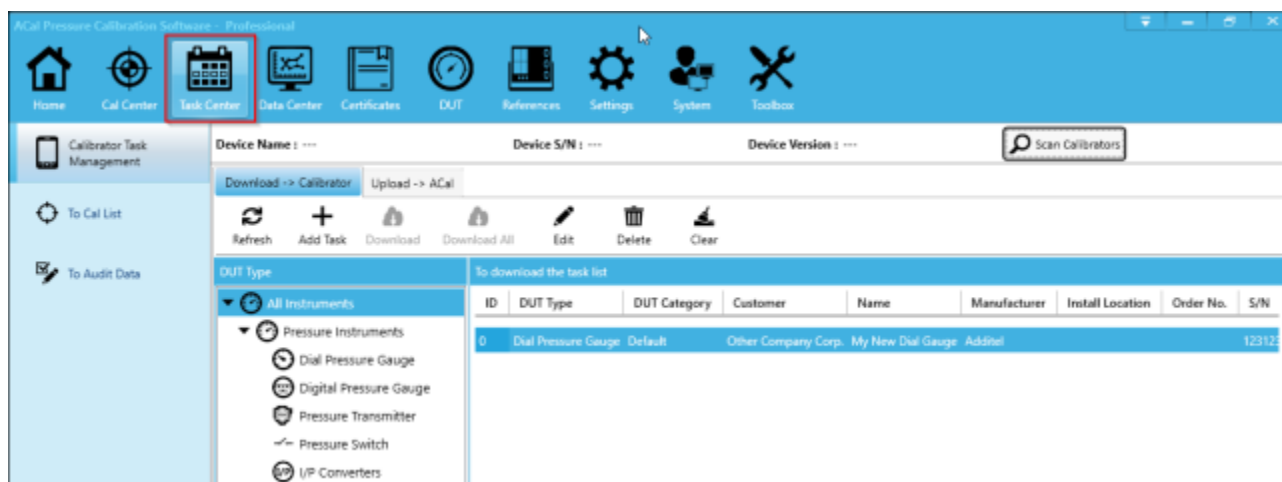 ACal Pressure Calibration Software - Professional
Home Cal Center Task Center Data Center Certificates DUT References Settings System Toolbox
Calibrator Task Management
Device Name : --- Device S/N : --- Device Version : --- Scan Calibrators
Download -> Calibrator Upload -> ACal
To Cal List
Refresh Add Task Download Download All Edit Delete Clear
To Audit Data
DUT Type To download the task list
All Instruments ID DUT Type DUT Category Customer Name Manufacturer Install Location Order No. S/N
Pressure Instruments 0 Dial Pressure Gauge Default Other Company Corp. My New Dial Gauge Additel 123123
Dial Pressure Gauge
Digital Pressure Gauge
Pressure Transmitter
Pressure Switch
I/P Converters